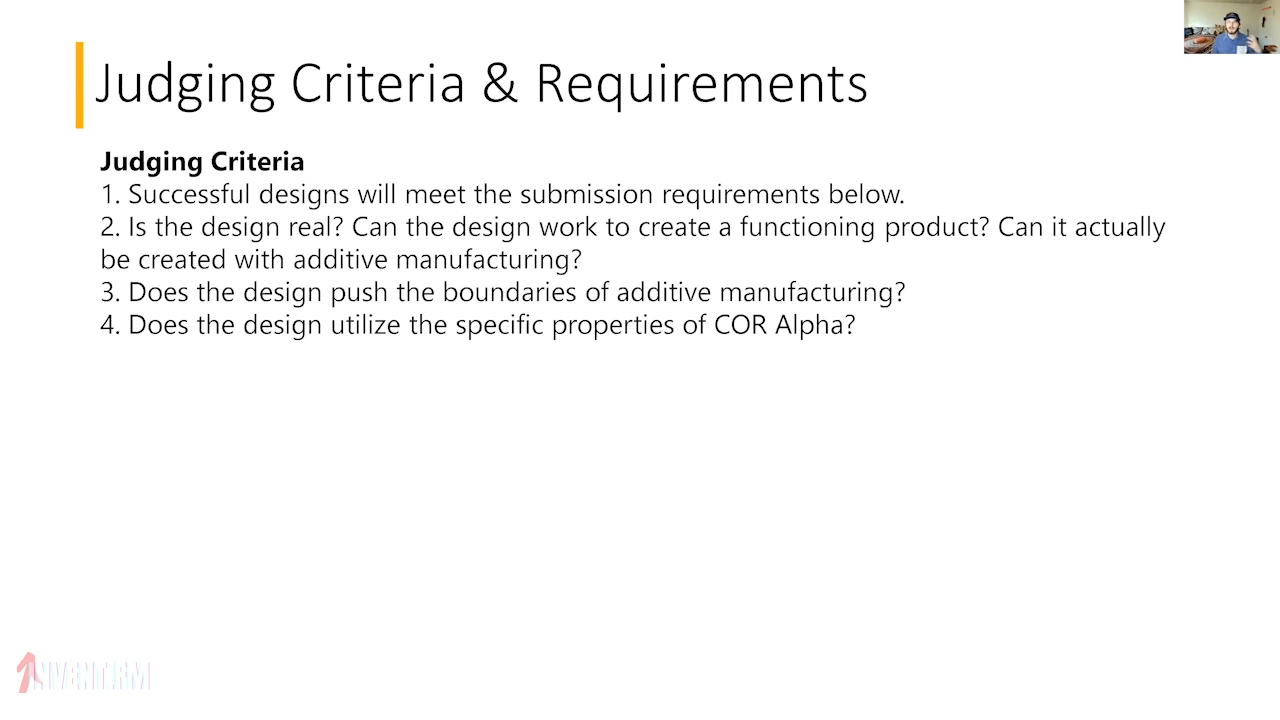 Judging Criteria & Requirements
Judging Criteria
1. Successful designs will meet the submission requirements below.
2. Is the design real? Can the design work to create a functioning product? Can it actually
be created with additive manufacturing?
3. Does the design push the boundaries of additive manufacturing?
4. Does the design utilize the specific properties of COR Alpha?